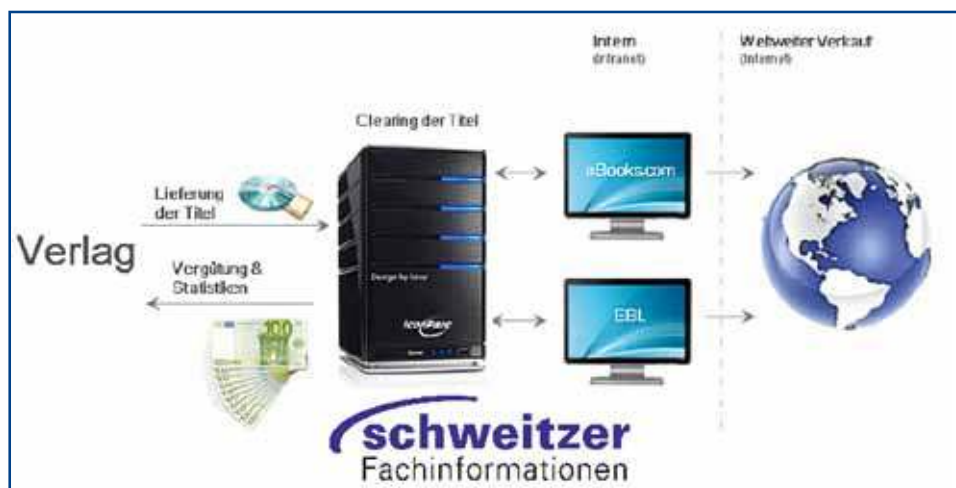 Intern
(Intranet)
Weltweiter Verkauf
(Internet)
Clearing der Titel
Lieferung
der Titel
Verlag
Vergütung &
Statistiken
eBooks.com
EBL
100
schweitzer
Fachinformationen